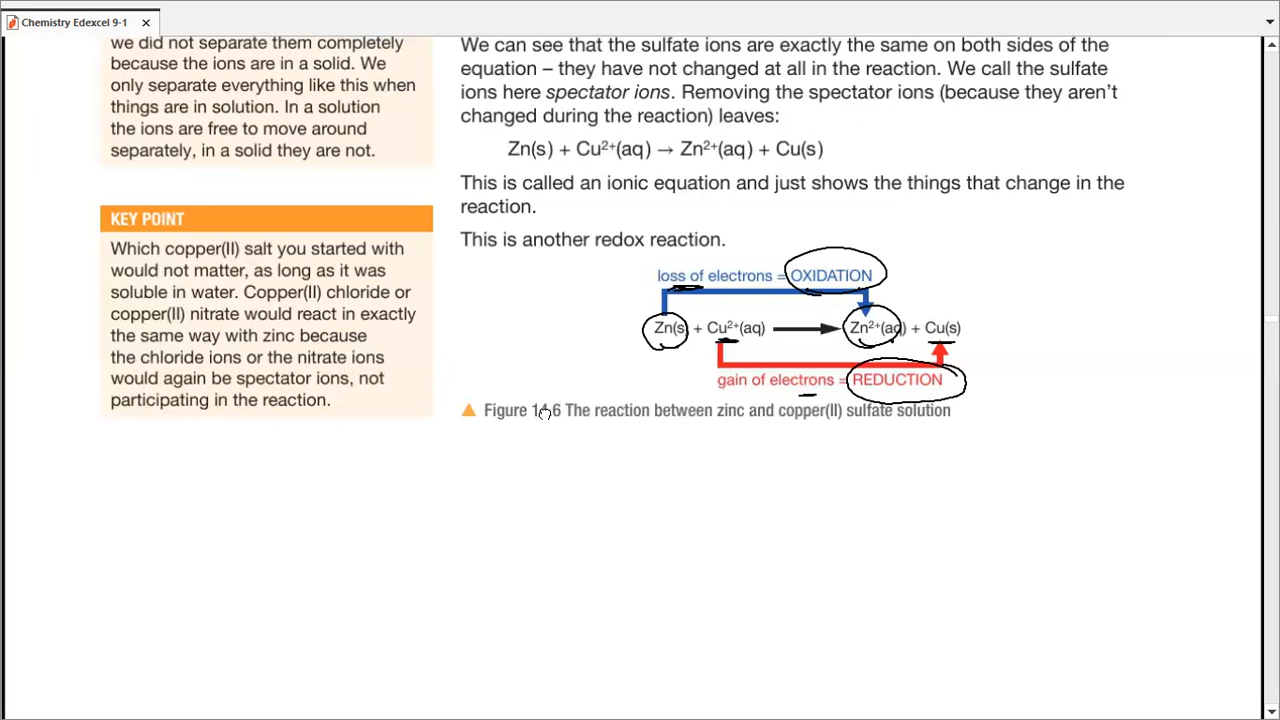 Chemistry Edexcel 9-1
we did not separate them completely
because the ions are in a solid. We
only separate everything like this when
things are in solution. In a solution
the ions are free to move around
separately, in a solid they are not.
KEY POINT
Which copper(II) salt you started with
would not matter, as long as it was
soluble in water. Copper(II) chloride or
copper(II) nitrate would react in exactly
the same way with zinc because
the chloride ions or the nitrate ions
would again be spectator ions, not
participating in the reaction.
We can see that the sulfate ions are exactly the same on both sides of the
equation – they have not changed at all in the reaction. We call the sulfate
ions here spectator ions. Removing the spectator ions (because they aren’t
changed during the reaction) leaves:
Zn(s) + Cu²⁺(aq) → Zn²⁺(aq) + Cu(s)
This is called an ionic equation and just shows the things that change in the
reaction.
This is another redox reaction.
loss of electrons = OXIDATION
Zn(s) + Cu²⁺(aq) → Zn²⁺(aq) + Cu(s)
gain of electrons = REDUCTION
Figure 14.6 The reaction between zinc and copper(II) sulfate solution